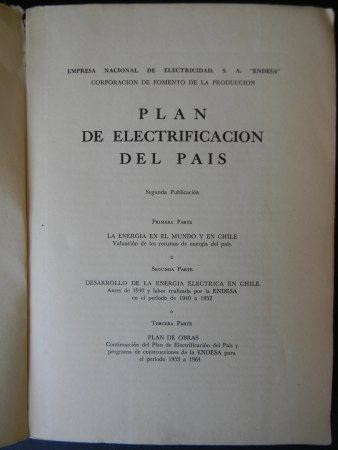 EMPRESA NACIONAL DE ELECTRICIDAD, S. A. "ENDESA"
CORPORACION DE FOMENTO DE LA PRODUCCION
PLAN
DE ELECTRIFICACION
DEL PAIS
Segunda Publicación
PRIMERA PARTE
LA ENERGIA EN EL MUNDO Y EN CHILE
Valuación de los recursos de energía del país.
SEGUNDA PARTE
DESARROLLO DE LA ENERGIA ELECTRICA EN CHILE
Antes de 1940 y labor realizada por la ENDESA
en el período de 1940 a 1952
TERCERA PARTE
PLAN DE OBRAS
Continuación del Plan de Electrificación del País y
programa de construcciones de la ENDESA para
el período 1953 a 1964